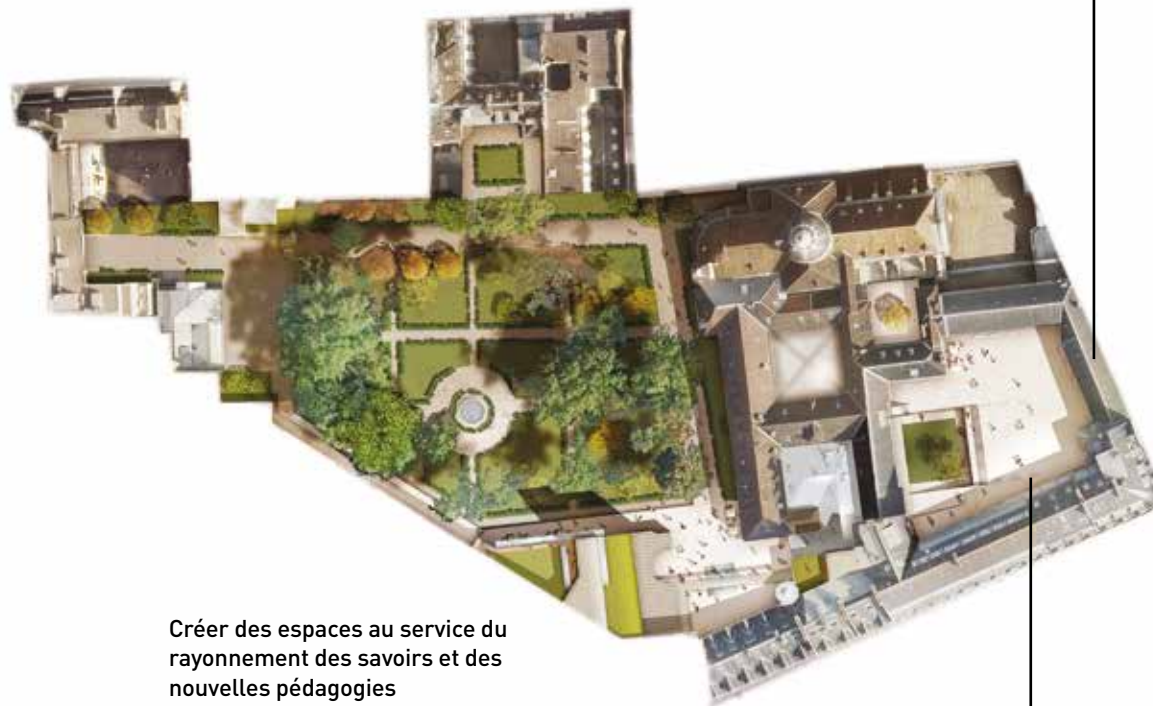 Créer des espaces au service du
rayonnement des savoirs et des
nouvelles pédagogies